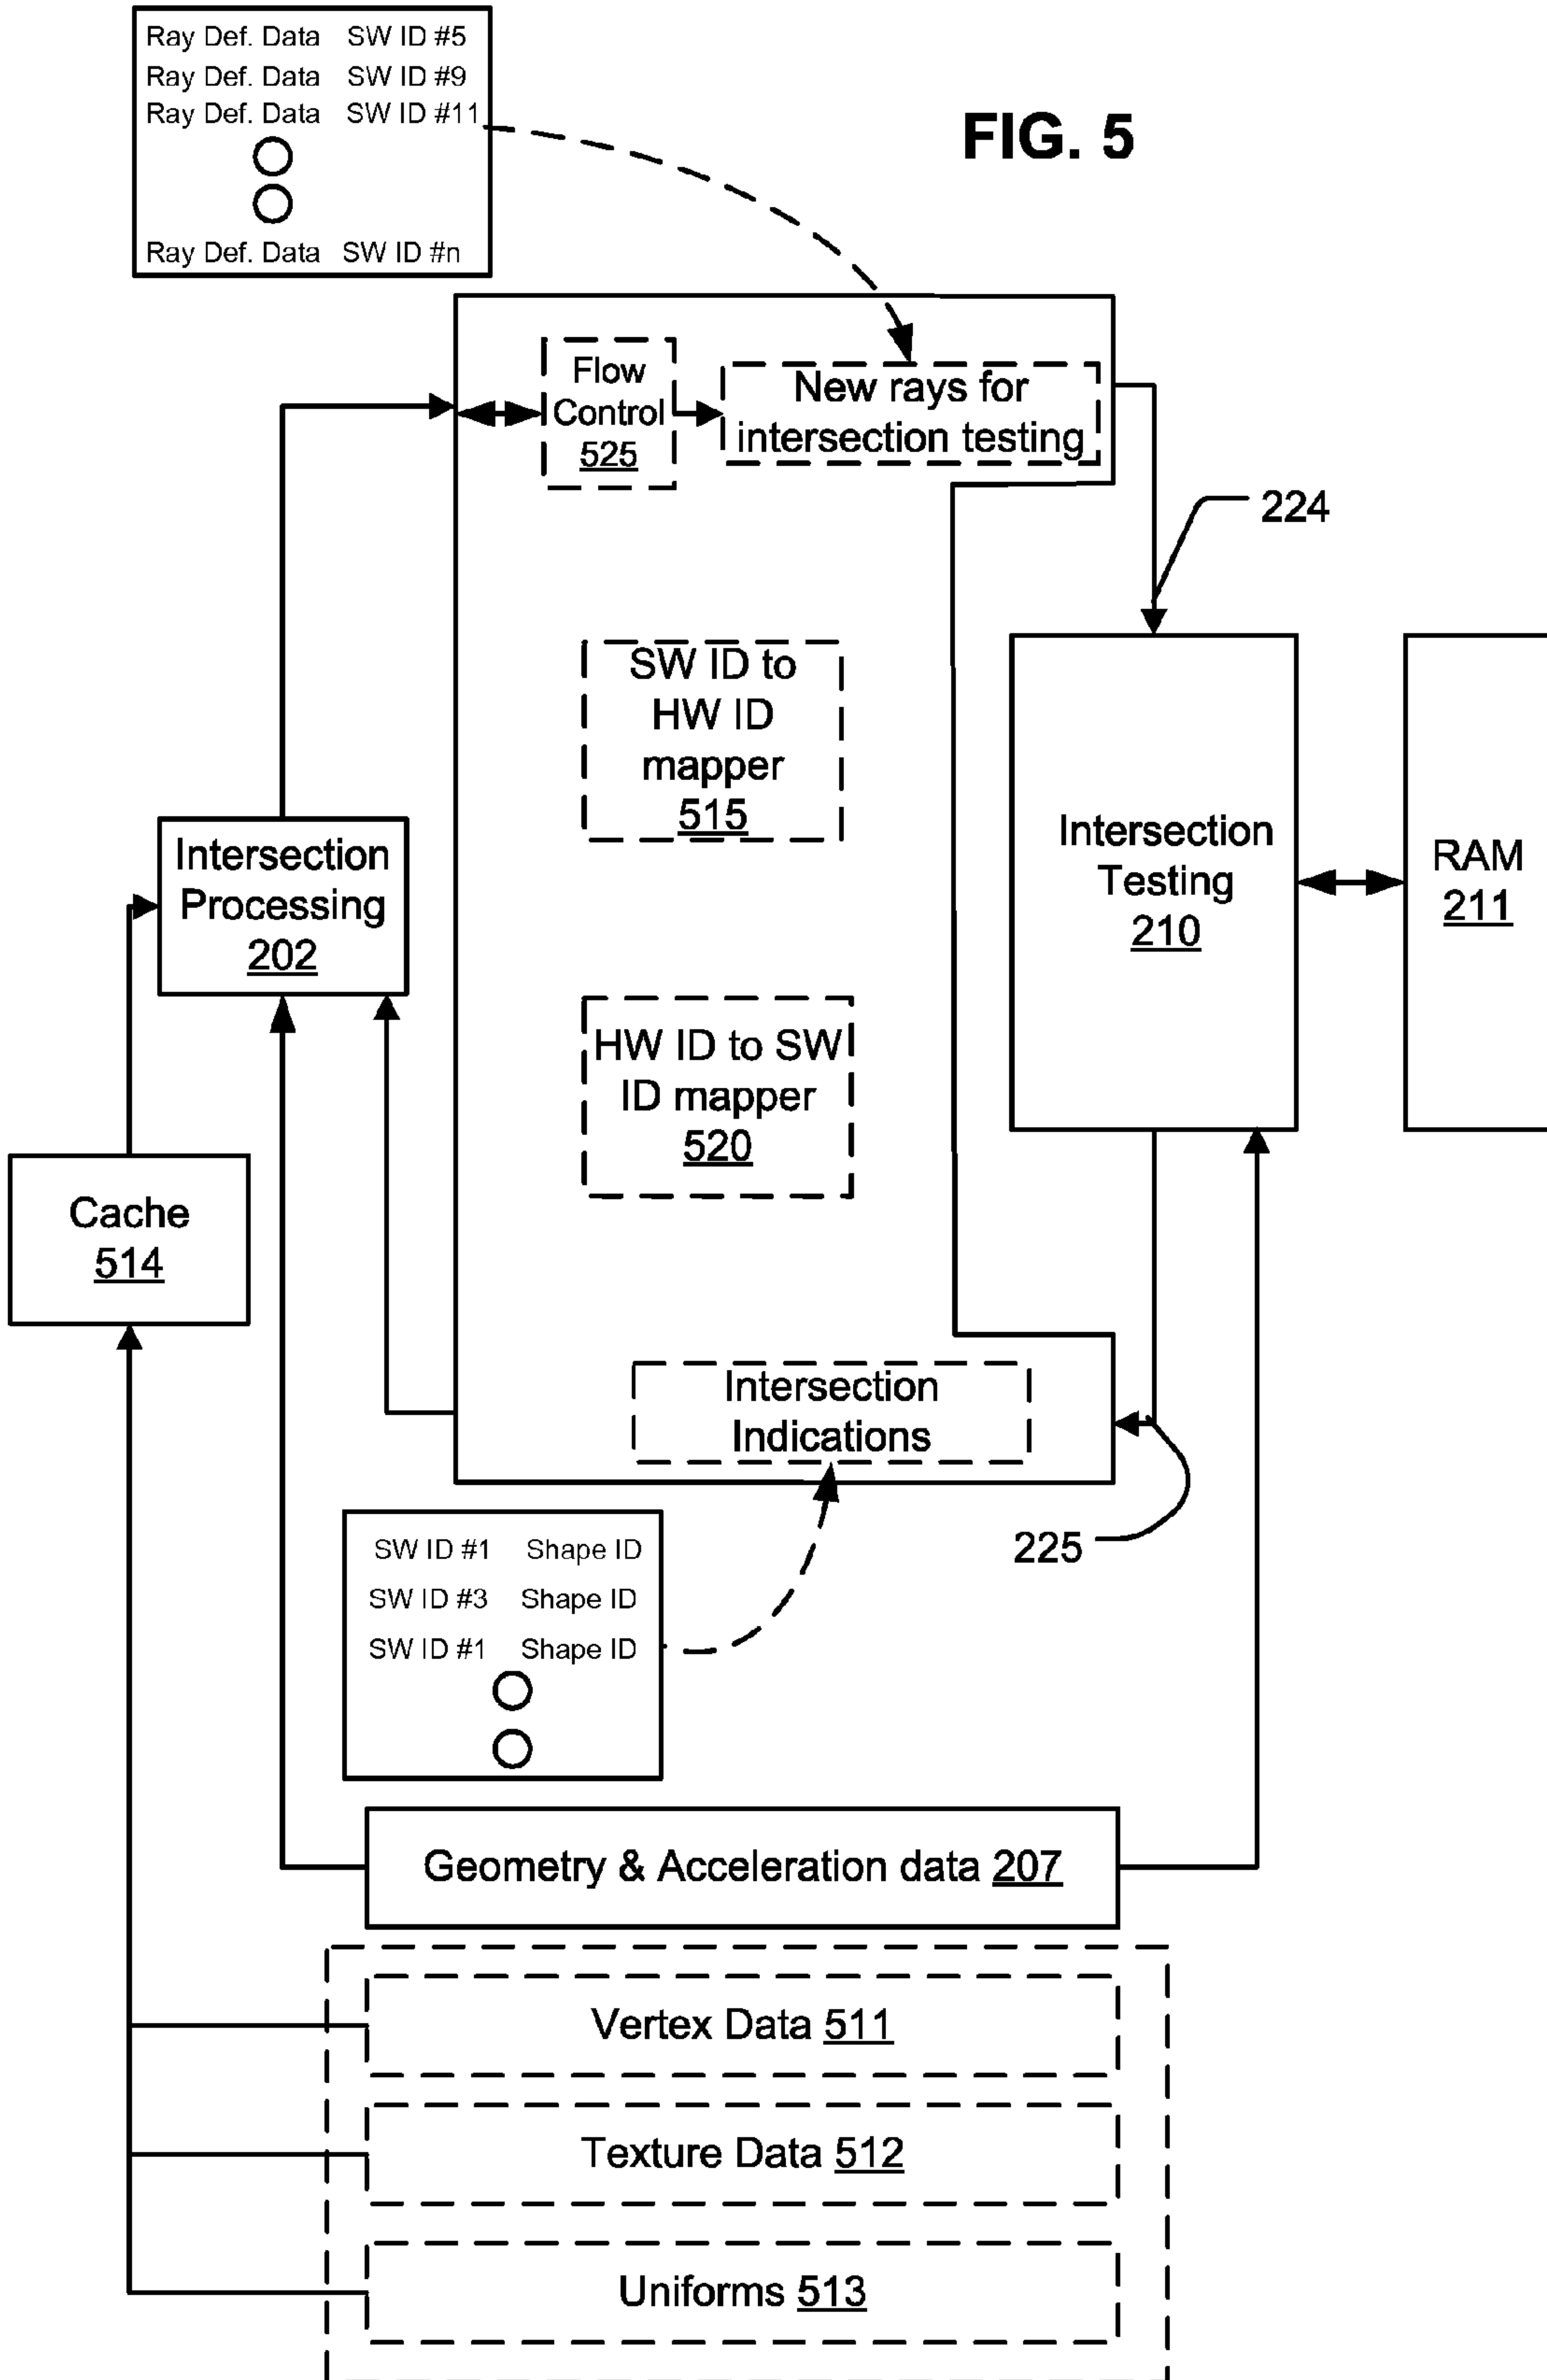 Ray Def. Data SW ID #5
Ray Def. Data SW ID #9
Ray Def. Data SW ID #11
Ray Def. Data SW ID #n
FIG. 5
Flow
Control
525
New rays for
intersection testing
224
SW ID to
HW ID
mapper
515
Intersection
Processing
202
Intersection
Testing
210
RAM
211
HW ID to SW
ID mapper
520
Cache
514
Intersection
Indications
225
SW ID #1 Shape ID
SW ID #3 Shape ID
SW ID #1 Shape ID
Geometry & Acceleration data 207
Vertex Data 511
Texture Data 512
Uniforms 513